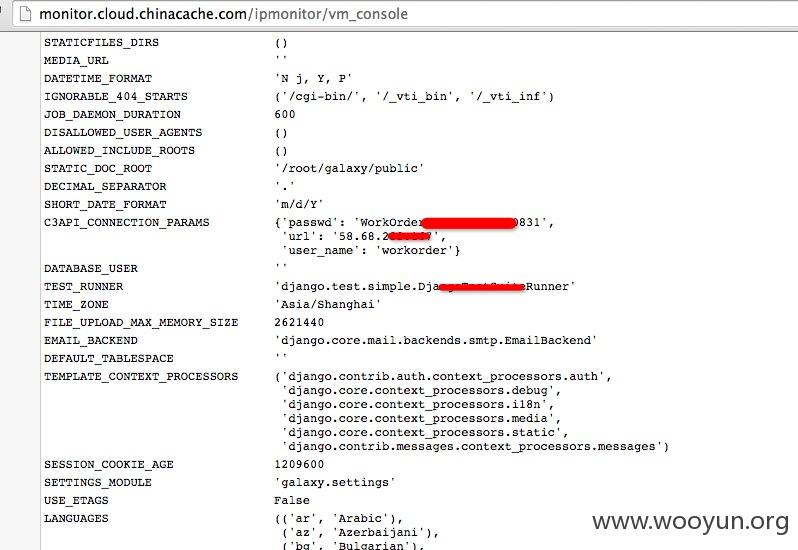 monitor.cloud.chinacache.com/ipmonitor/vm_console
STATICFILES_DIRS ()
MEDIA_URL ''
DATETIME_FORMAT 'N j, Y, P'
IGNORABLE_404_STARTS ('/cgi-bin/', '/_vti_bin', '/_vti_inf')
JOB_DAEMON_DURATION 600
DISALLOWED_USER_AGENTS ()
ALLOWED_INCLUDE_ROOTS ()
STATIC_DOC_ROOT '/root/galaxy/public'
DECIMAL_SEPARATOR '.'
SHORT_DATE_FORMAT 'm/d/Y'
C3API_CONNECTION_PARAMS {'passwd': 'WorkOrder 0831',
'url': '58.68.2 ',
'user_name': 'workorder'}
DATABASE_USER ''
TEST_RUNNER 'django.test.simple.Dja Runner'
TIME_ZONE 'Asia/Shanghai'
FILE_UPLOAD_MAX_MEMORY_SIZE 2621440
EMAIL_BACKEND 'django.core.mail.backends.smtp.EmailBackend'
DEFAULT_TABLESPACE ''
TEMPLATE_CONTEXT_PROCESSORS ('django.contrib.auth.context_processors.auth',
'django.core.context_processors.debug',
'django.core.context_processors.i18n',
'django.core.context_processors.media',
'django.core.context_processors.static',
'django.contrib.messages.context_processors.messages')
SESSION_COOKIE_AGE 1209600
SETTINGS_MODULE 'galaxy.settings'
USE_ETAGS False
LANGUAGES (('ar', 'Arabic'),
('az', 'Azerbaijani'),
('bg', 'Bulgarian'),
www.wooyun.org